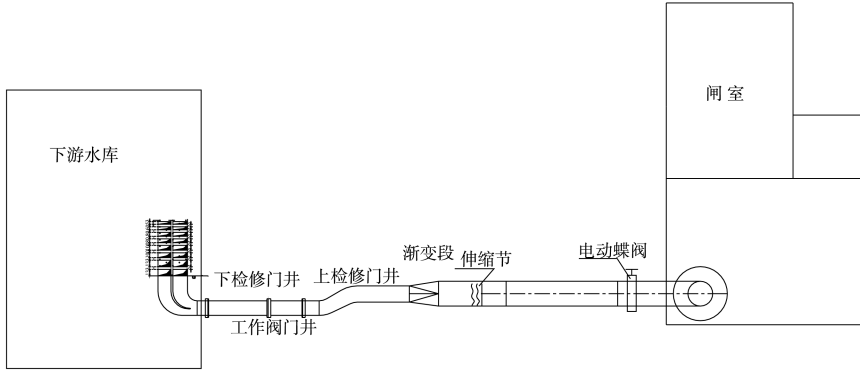 闸 室
下游水库
渐变段
伸缩节
电动蝶阀
下检修门井
上检修门井
工作阀门井